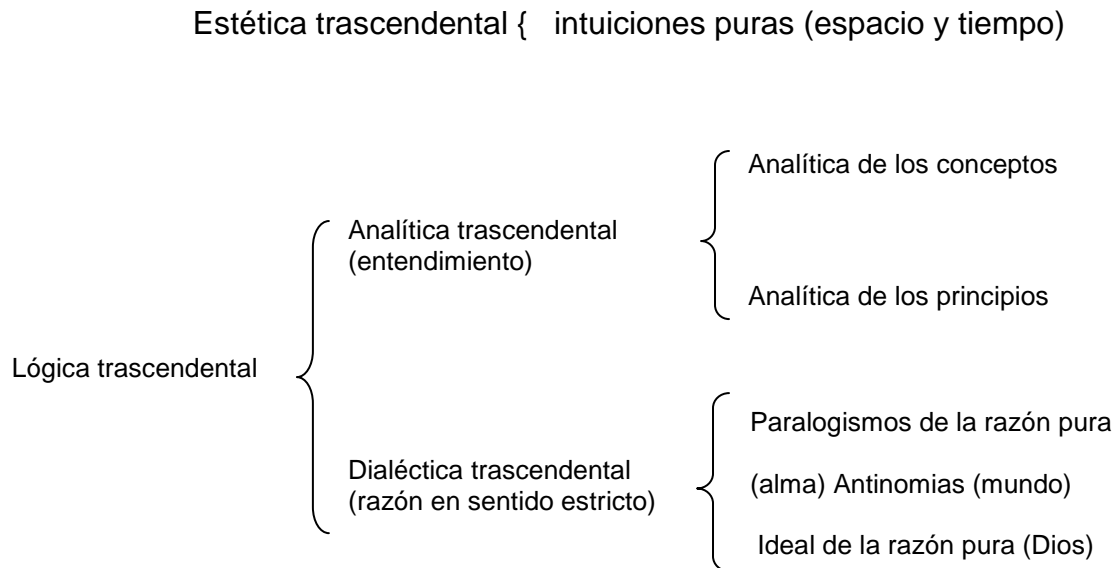 Estética trascendental { intuiciones puras (espacio y tiempo)
Analítica de los conceptos
Analítica trascendental
(entendimiento)
Analítica de los principios
Lógica trascendental
Paralogismos de la razón pura
Dialéctica trascendental
(razón en sentido estricto)
(alma) Antinomias (mundo)
Ideal de la razón pura (Dios)